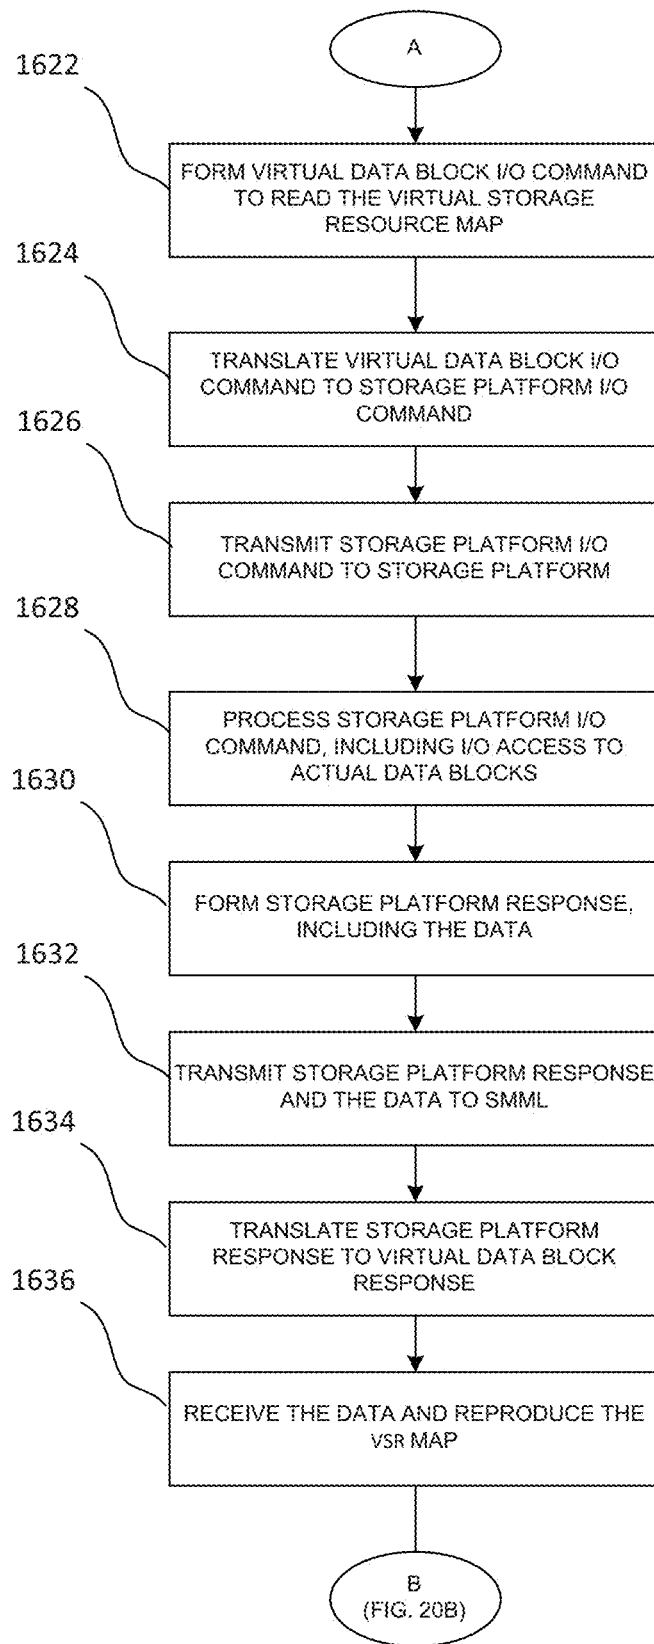 A
1622
FORM VIRTUAL DATA BLOCK I/O COMMAND
TO READ THE VIRTUAL STORAGE
RESOURCE MAP
1624
TRANSLATE VIRTUAL DATA BLOCK I/O
COMMAND TO STORAGE PLATFORM I/O
COMMAND
1626
TRANSMIT STORAGE PLATFORM I/O
COMMAND TO STORAGE PLATFORM
1628
PROCESS STORAGE PLATFORM I/O
COMMAND, INCLUDING I/O ACCESS TO
ACTUAL DATA BLOCKS
1630
FORM STORAGE PLATFORM RESPONSE,
INCLUDING THE DATA
1632
TRANSMIT STORAGE PLATFORM RESPONSE
AND THE DATA TO SMML
1634
TRANSLATE STORAGE PLATFORM
RESPONSE TO VIRTUAL DATA BLOCK
RESPONSE
1636
RECEIVE THE DATA AND REPRODUCE THE
VSR MAP
B
(FIG. 20B)